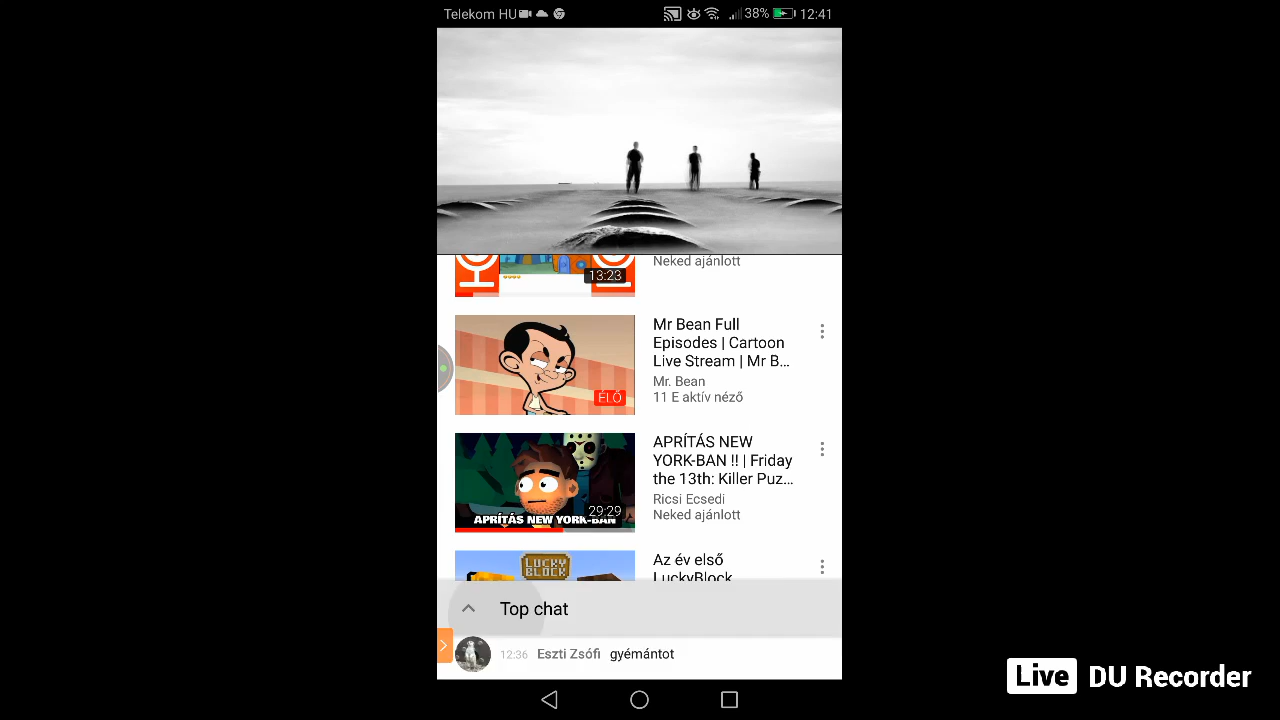 Telekom HU 38% 12:41
Neked ajánlott
13:23
Mr Bean Full
Episodes | Cartoon
Live Stream | Mr B...
Mr. Bean
11 E aktív néző
ÉLŐ
APRÍTÁS NEW
YORK-BAN !! | Friday
the 13th: Killer Puz...
Ricsi Ecsedi
Neked ajánlott
29:29
APRÍTÁS NEW YORK-BAN
Az év első
LuckyBlock
LUCKY
BLOCK
Top chat
12:36 Eszti Zsófi gyémántot
Live DU Recorder